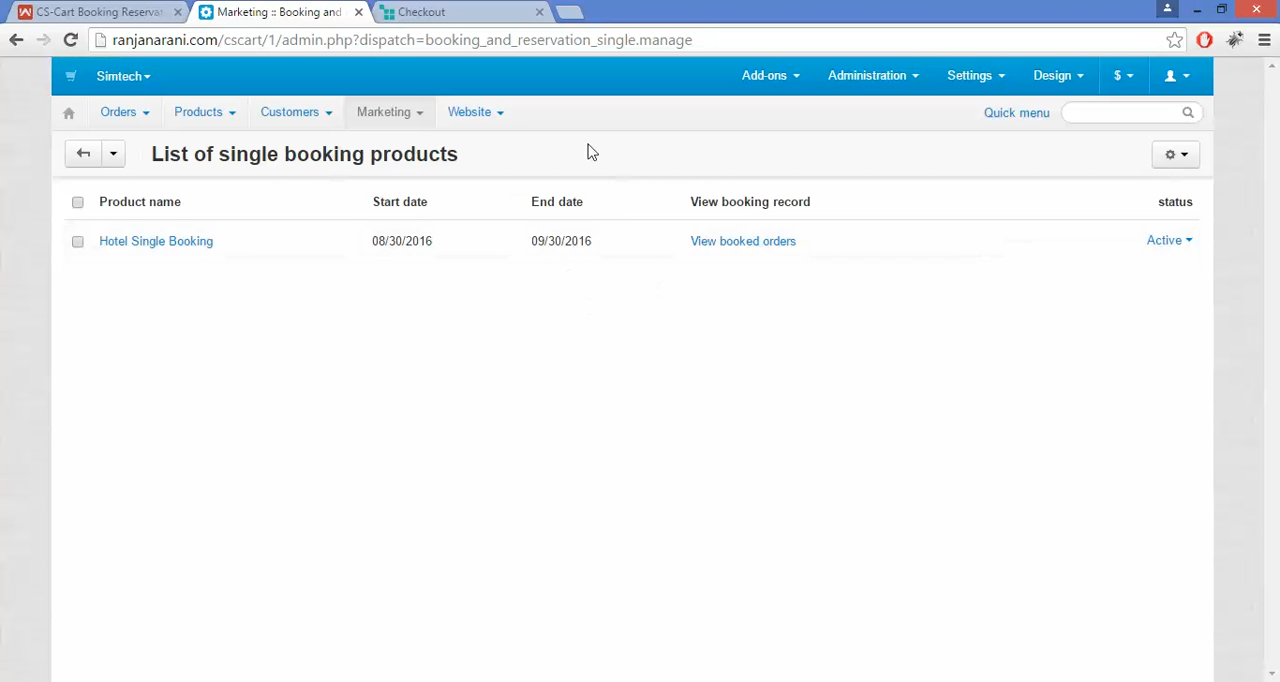 CS-Cart Booking Reserva
Marketing :: Booking and
Checkout
ranjanarani.com/cscart/1/admin.php?dispatch=booking_and_reservation_single.manage
Simtech
Add-ons
Administration
Settings
Design
$
Orders
Products
Customers
Marketing
Website
Quick menu
List of single booking products
Product name Start date End date View booking record status
Hotel Single Booking 08/30/2016 09/30/2016 View booked orders Active